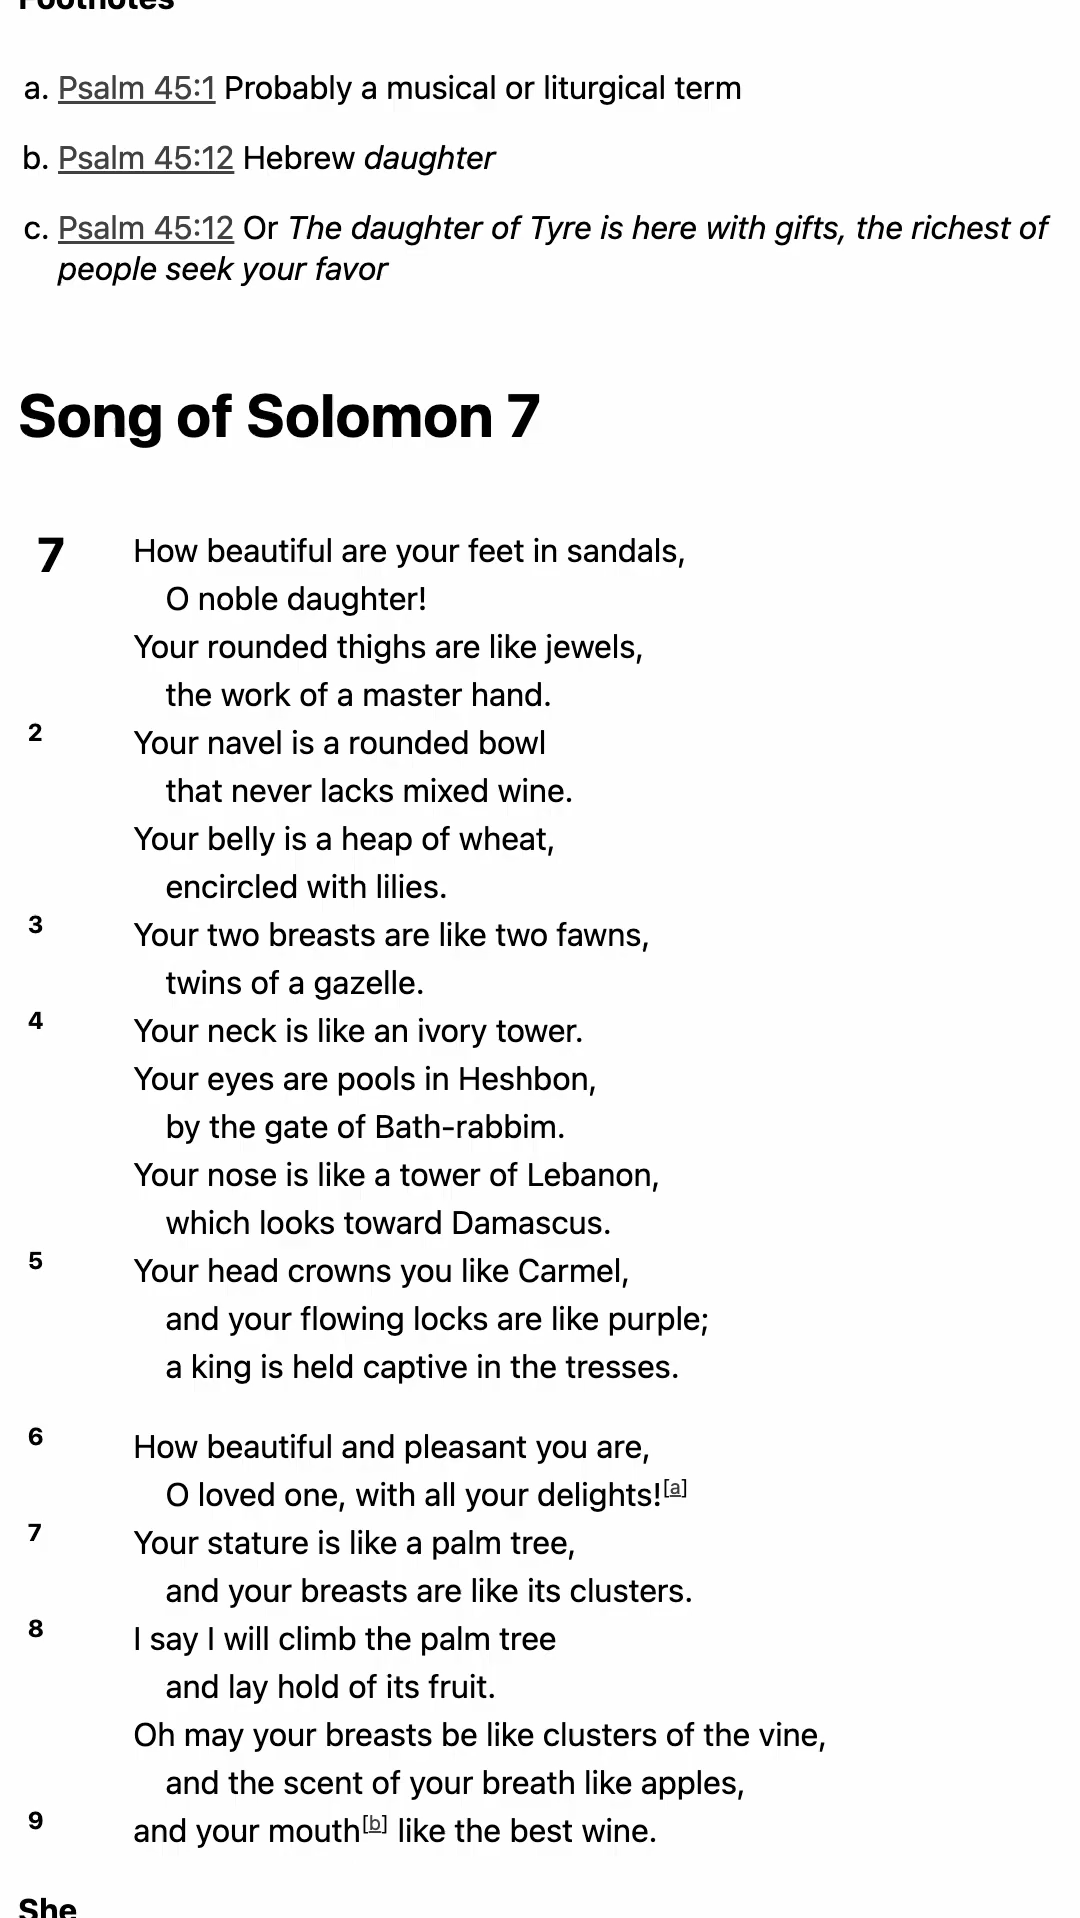 Footnotes
a. Psalm 45:1 Probably a musical or liturgical term
b. Psalm 45:12 Hebrew daughter
c. Psalm 45:12 Or The daughter of Tyre is here with gifts, the richest of
people seek your favor
Song of Solomon 7
7 How beautiful are your feet in sandals,
O noble daughter!
Your rounded thighs are like jewels,
the work of a master hand.
2 Your navel is a rounded bowl
that never lacks mixed wine.
Your belly is a heap of wheat,
encircled with lilies.
3 Your two breasts are like two fawns,
twins of a gazelle.
4 Your neck is like an ivory tower.
Your eyes are pools in Heshbon,
by the gate of Bath-rabbim.
Your nose is like a tower of Lebanon,
which looks toward Damascus.
5 Your head crowns you like Carmel,
and your flowing locks are like purple;
a king is held captive in the tresses.
6 How beautiful and pleasant you are,
O loved one, with all your delights![a]
7 Your stature is like a palm tree,
and your breasts are like its clusters.
8 I say I will climb the palm tree
and lay hold of its fruit.
Oh may your breasts be like clusters of the vine,
and the scent of your breath like apples,
9 and your mouth[b] like the best wine.
She